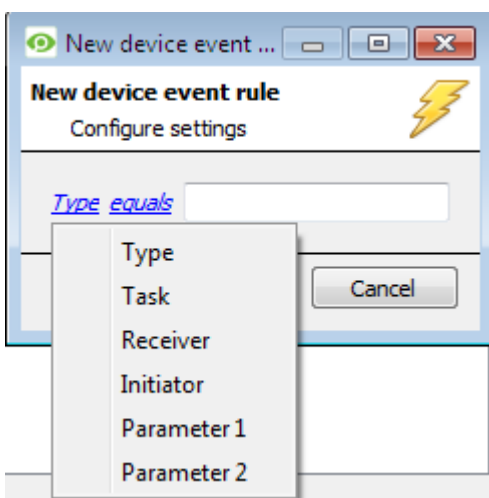 New device event ...
New device event rule
Configure settings
Type equals
Type
Task
Receiver
Initiator
Parameter 1
Parameter 2
Cancel